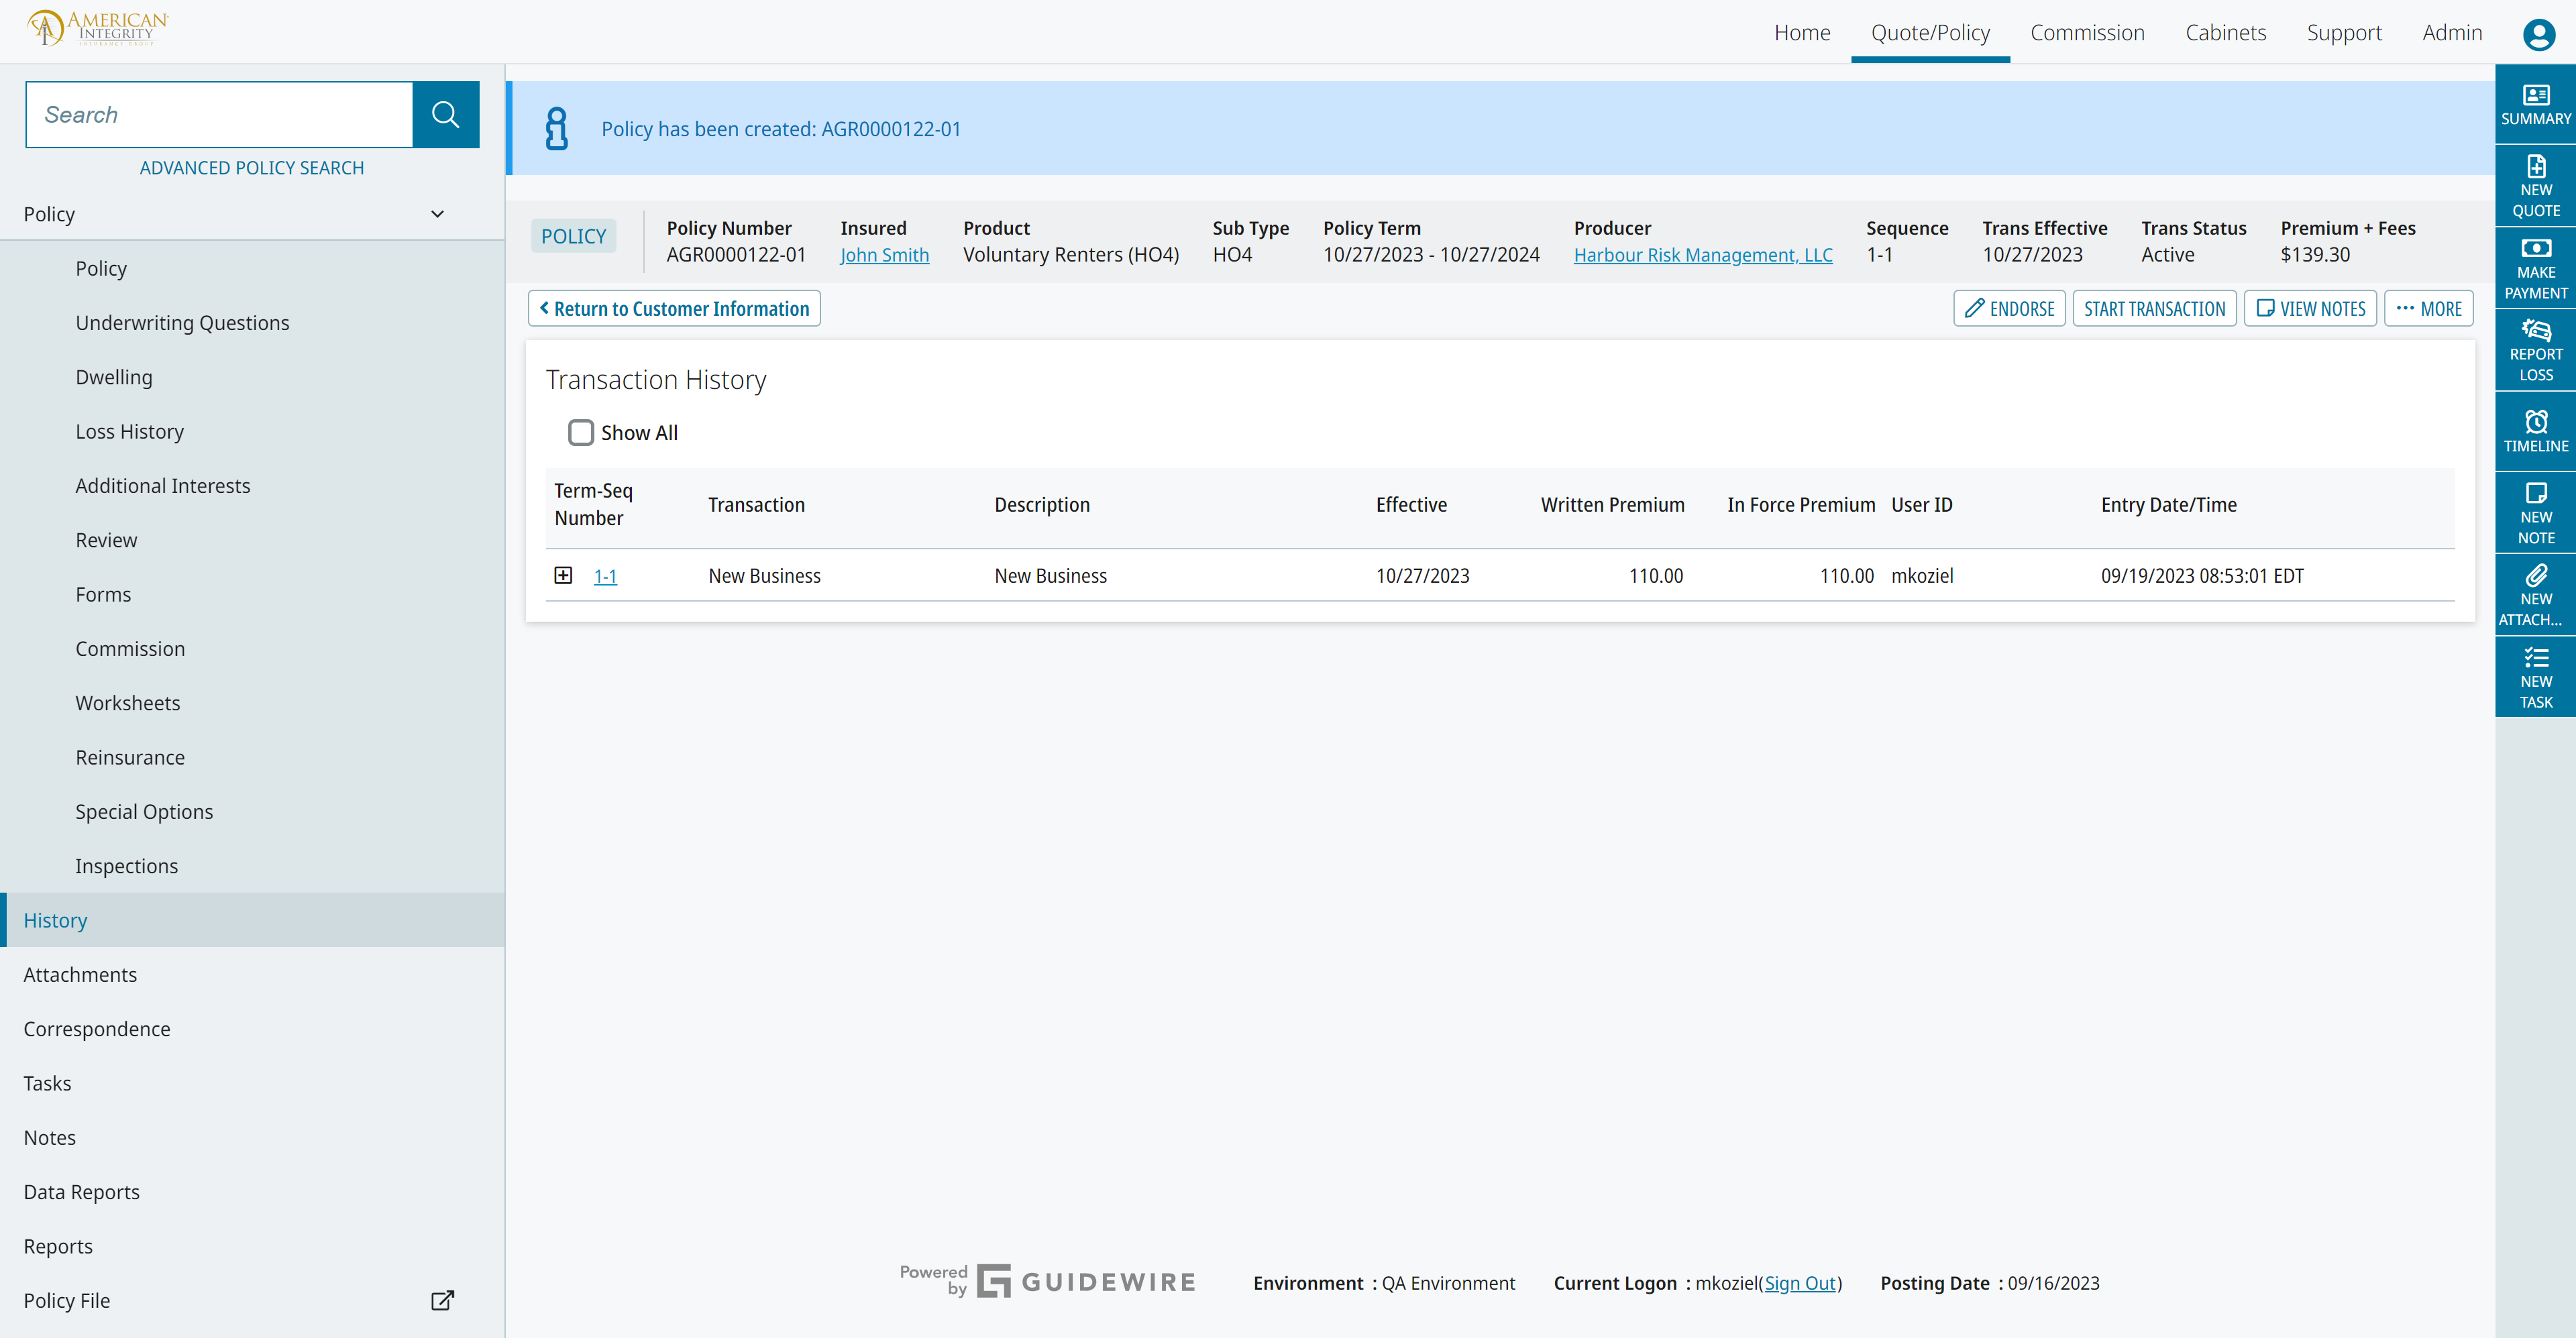 AMERICAN
INTEGRITY
INSURANCE GROUP
Home
Quote/Policy
Commission
Cabinets
Support
Admin
Search
ADVANCED POLICY SEARCH
Policy
Policy
Underwriting Questions
Dwelling
Loss History
Additional Interests
Review
Forms
Commission
Worksheets
Reinsurance
Special Options
Inspections
History
Attachments
Correspondence
Tasks
Notes
Data Reports
Reports
Policy File
Policy has been created: AGR0000122-01
POLICY
Policy Number
AGR0000122-01
Insured
John Smith
Product
Voluntary Renters (HO4)
Sub Type
HO4
Policy Term
10/27/2023 - 10/27/2024
Producer
Harbour Risk Management, LLC
Sequence
1-1
Trans Effective
10/27/2023
Trans Status
Active
Premium + Fees
$139.30
Return to Customer Information
ENDORSE
START TRANSACTION
VIEW NOTES
MORE
Transaction History
Show All
Term-Seq
Number
Transaction
Description
Effective
Written Premium
In Force Premium
User ID
Entry Date/Time
1-1
New Business
New Business
10/27/2023
110.00
110.00
mkoziel
09/19/2023 08:53:01 EDT
SUMMARY
NEW
QUOTE
MAKE
PAYMENT
REPORT
LOSS
TIMELINE
NEW
NOTE
NEW
ATTACH...
NEW
TASK
Powered
by
GUIDEWIRE
Environment : QA Environment
Current Logon : mkoziel(Sign Out)
Posting Date : 09/16/2023